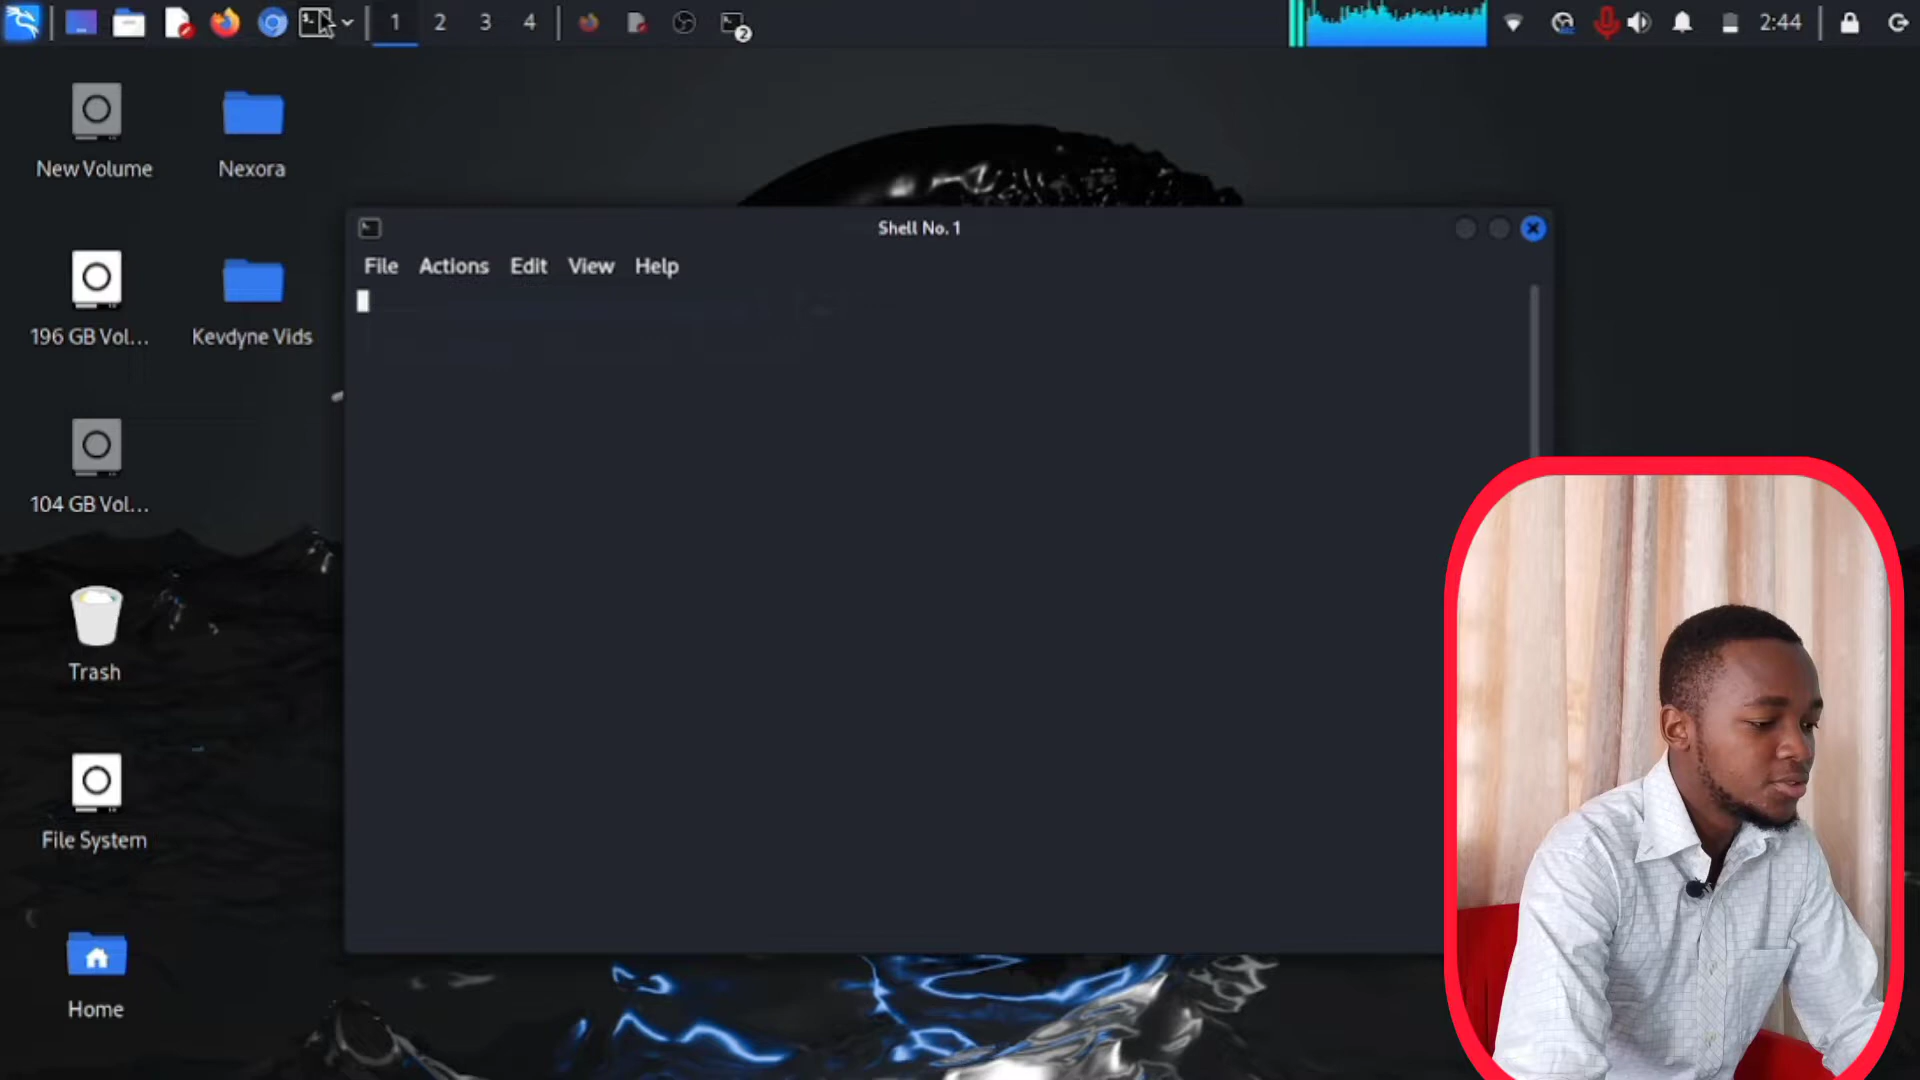 1 2 3 4
2
2:44
New Volume
Nexora
Shell No. 1
File Actions Edit View Help
196 GB Vol...
Kevdyne Vids
104 GB Vol...
Trash
File System
Home